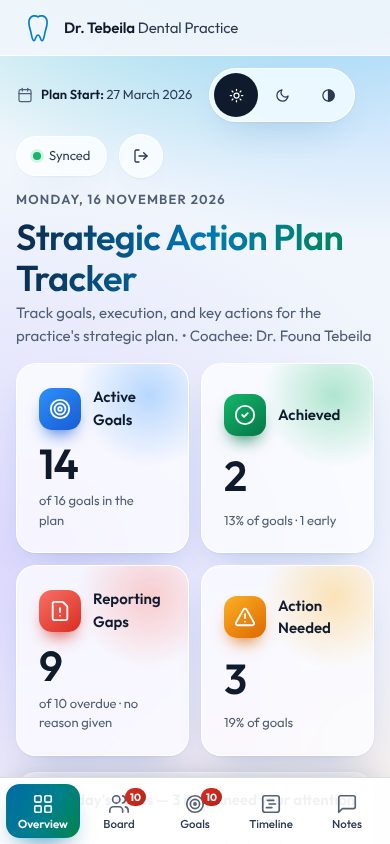 Dr. Tebeila Dental Practice
Plan Start: 27 March 2026
Synced
MONDAY, 16 NOVEMBER 2026
Strategic Action Plan
Tracker
Track goals, execution, and key actions for the
practice's strategic plan. • Coachee: Dr. Founa Tebeila
Active
Goals
14
of 16 goals in the
plan
Achieved
2
13% of goals · 1 early
Reporting
Gaps
9
of 10 overdue · no
reason given
Action
Needed
3
19% of goals
10
10
Overview
Board
Goals
Timeline
Notes